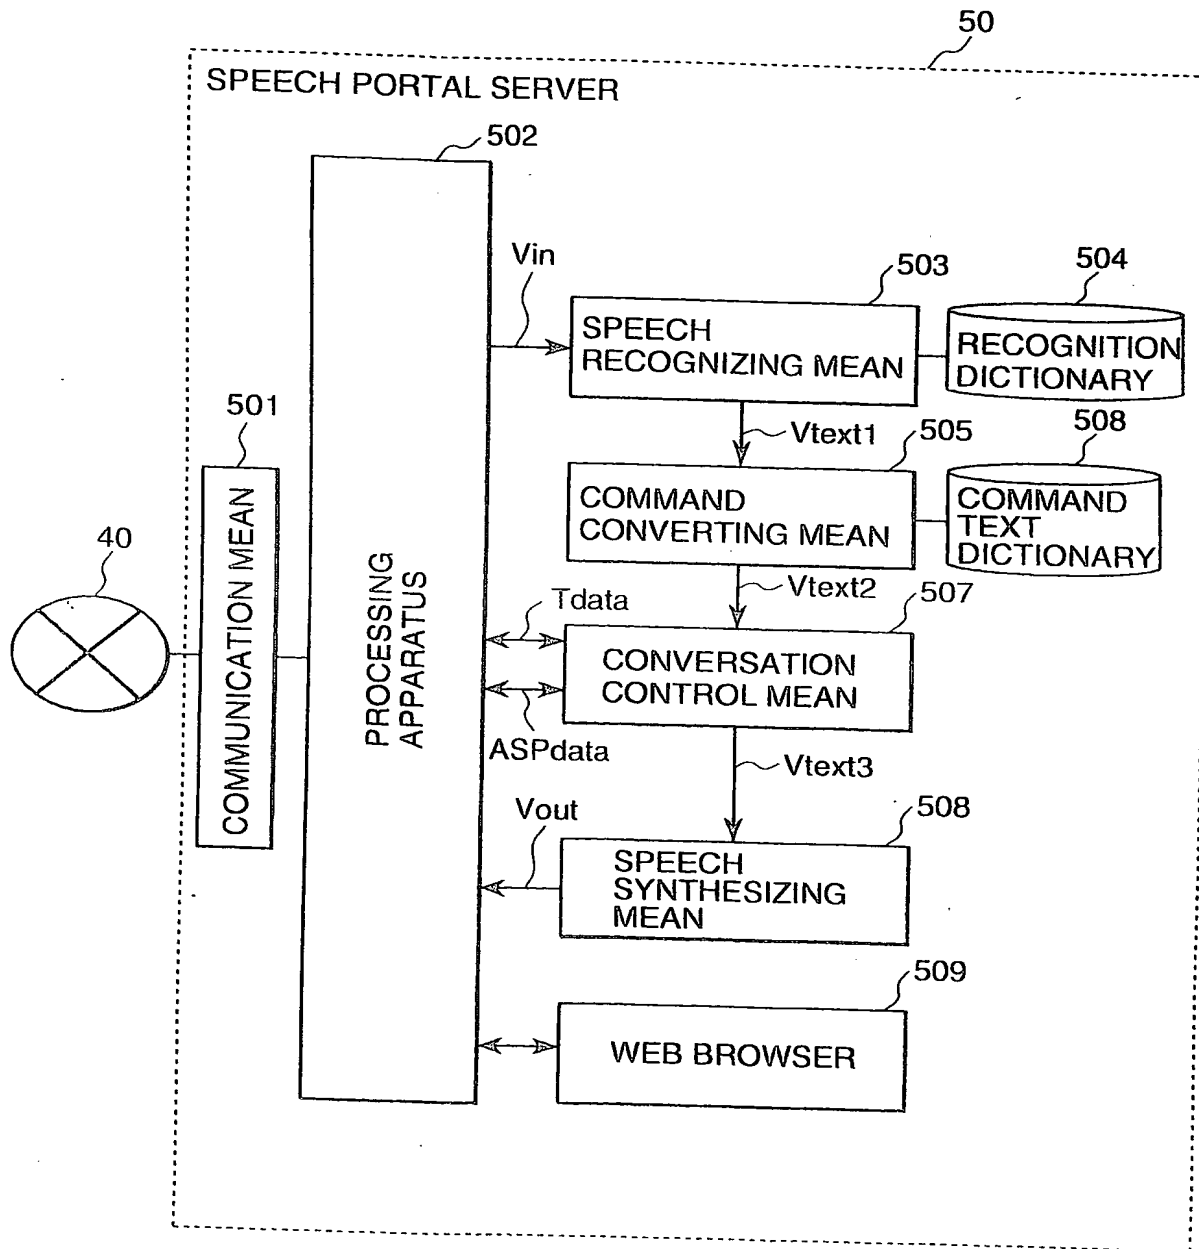 50
SPEECH PORTAL SERVER
502
Vin
503
504
SPEECH
RECOGNIZING MEAN
RECOGNITION
DICTIONARY
501
Vtext1
505
508
COMMUNICATION MEAN
COMMAND
CONVERTING MEAN
COMMAND
TEXT
DICTIONARY
40
PROCESSING
APPARATUS
Vtext2
507
Tdata
CONVERSATION
CONTROL MEAN
ASPdata
Vtext3
Vout
508
SPEECH
SYNTHESIZING
MEAN
509
WEB BROWSER